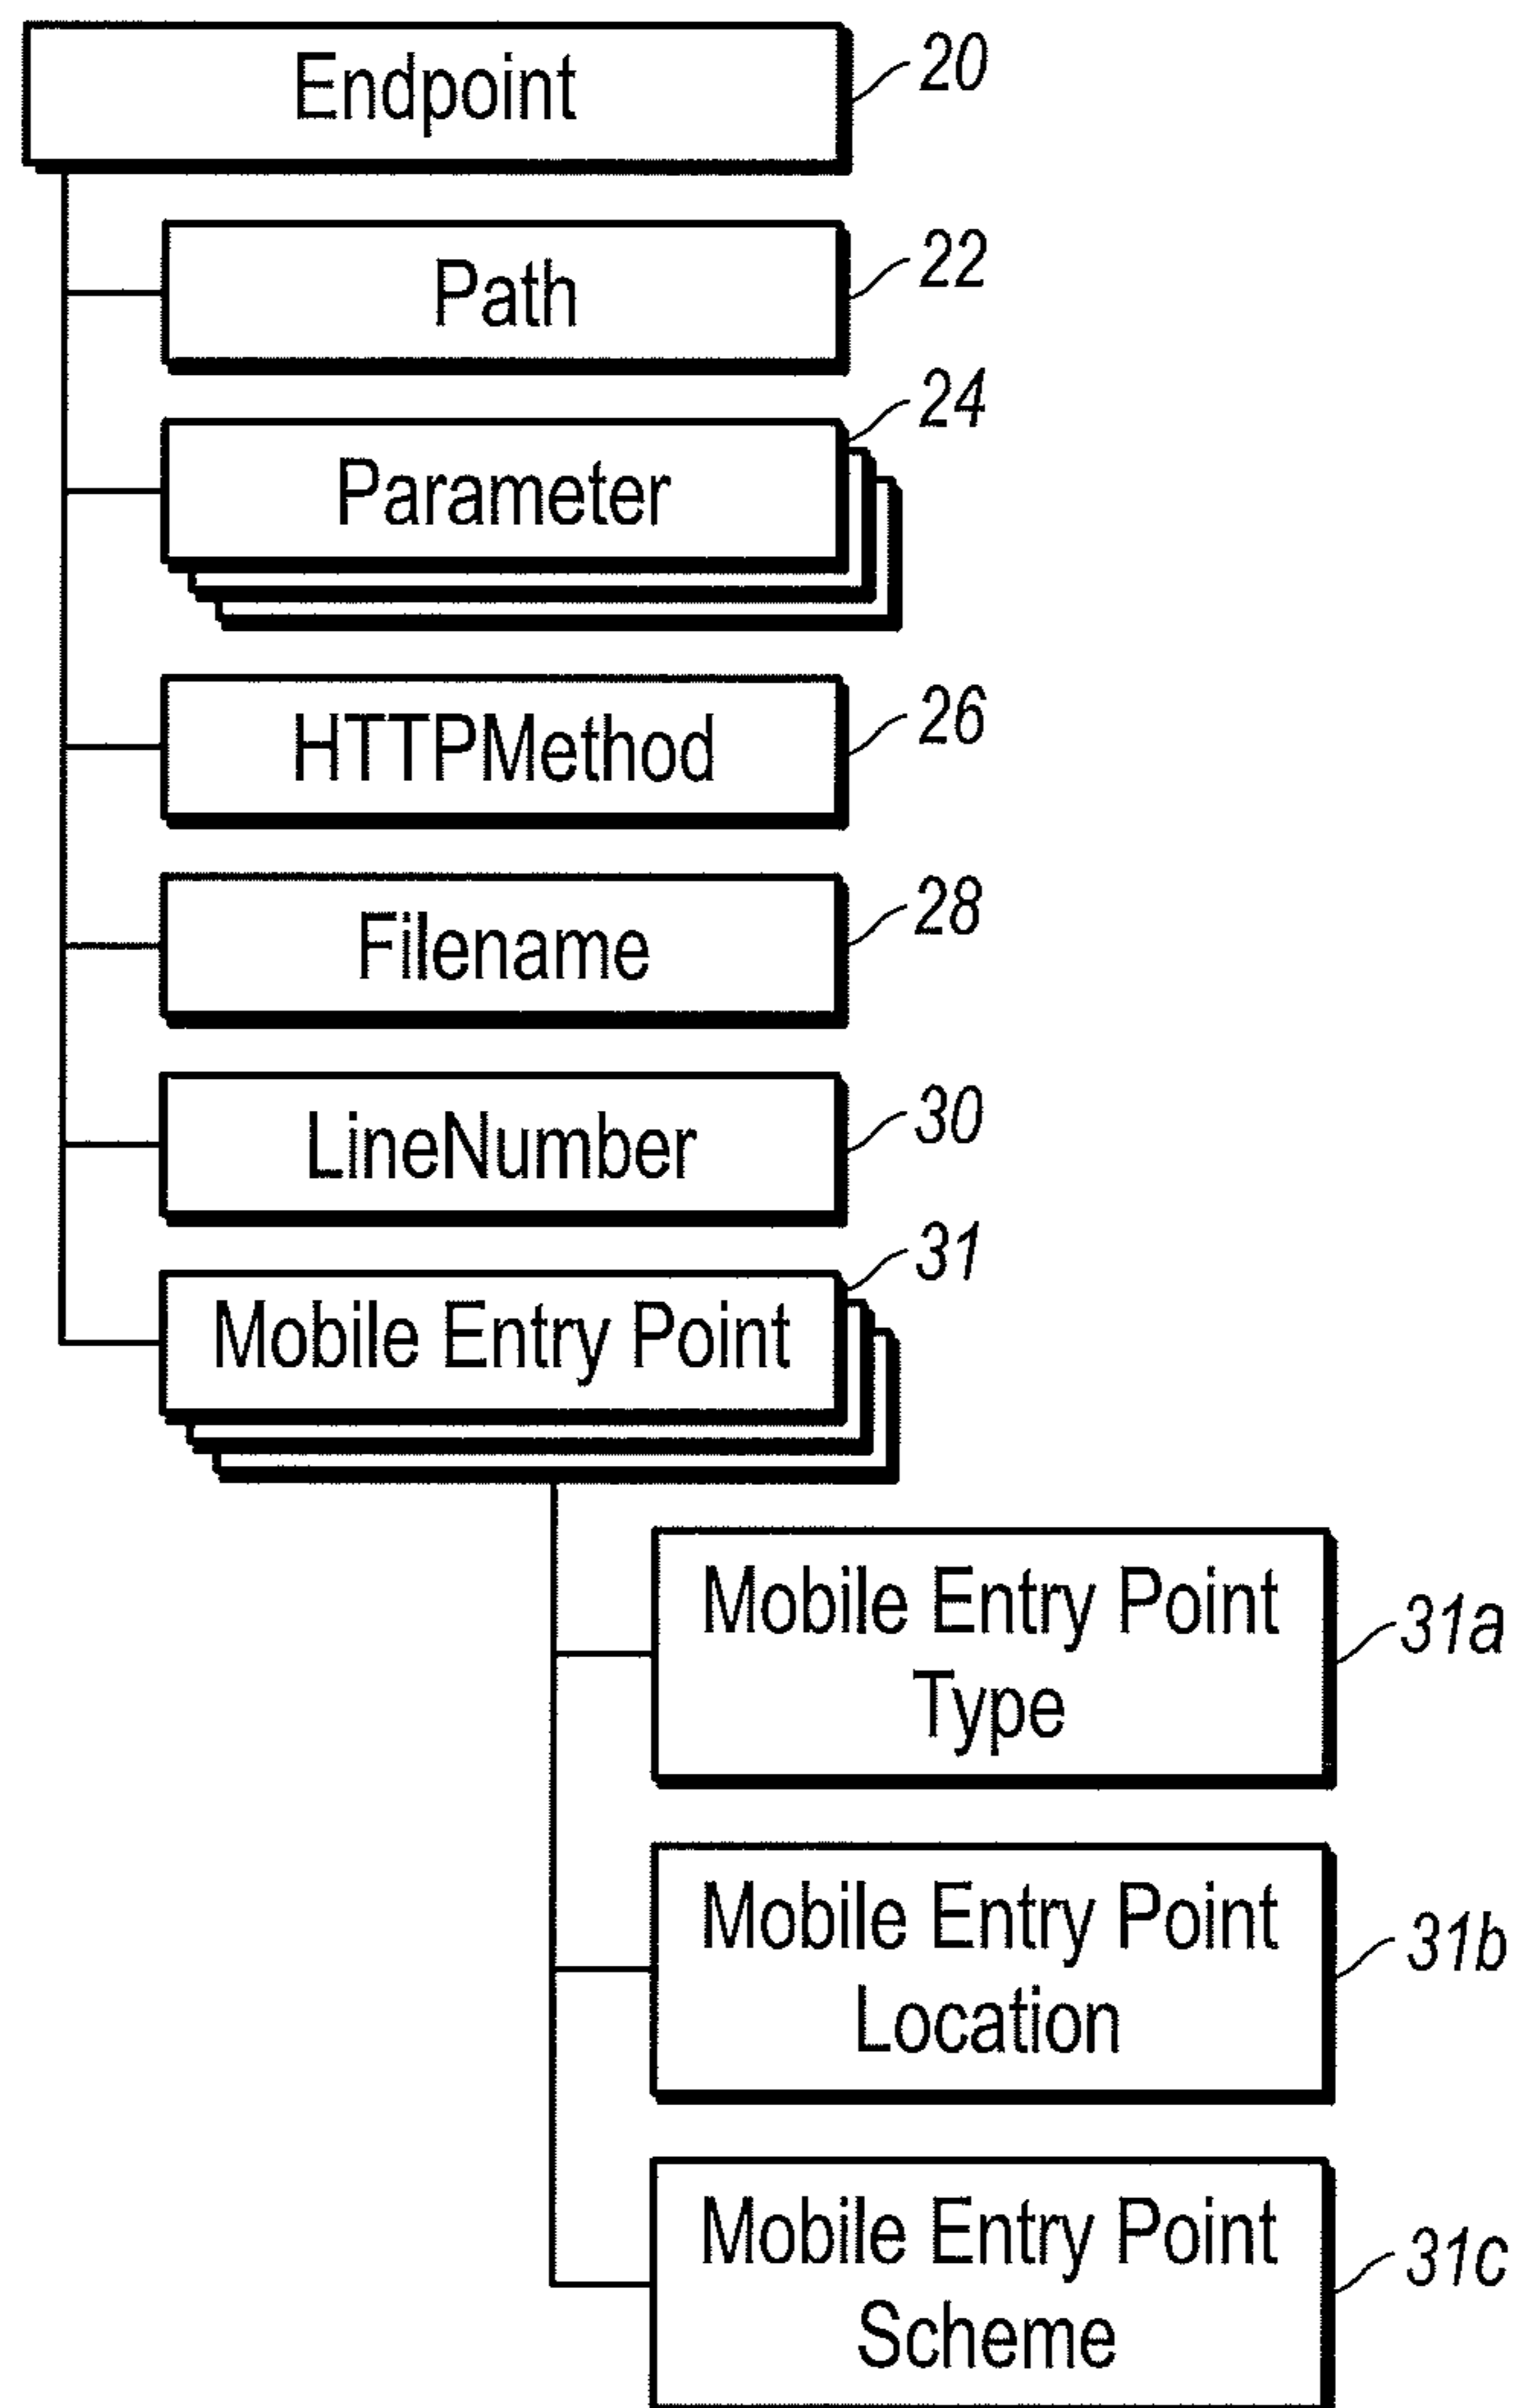 Endpoint 20
Path 22
Parameter 24
HTTPMethod 26
Filename 28
LineNumber 30
Mobile Entry Point 31
Mobile Entry Point
Type 31a
Mobile Entry Point
Location 31b
Mobile Entry Point
Scheme 31c